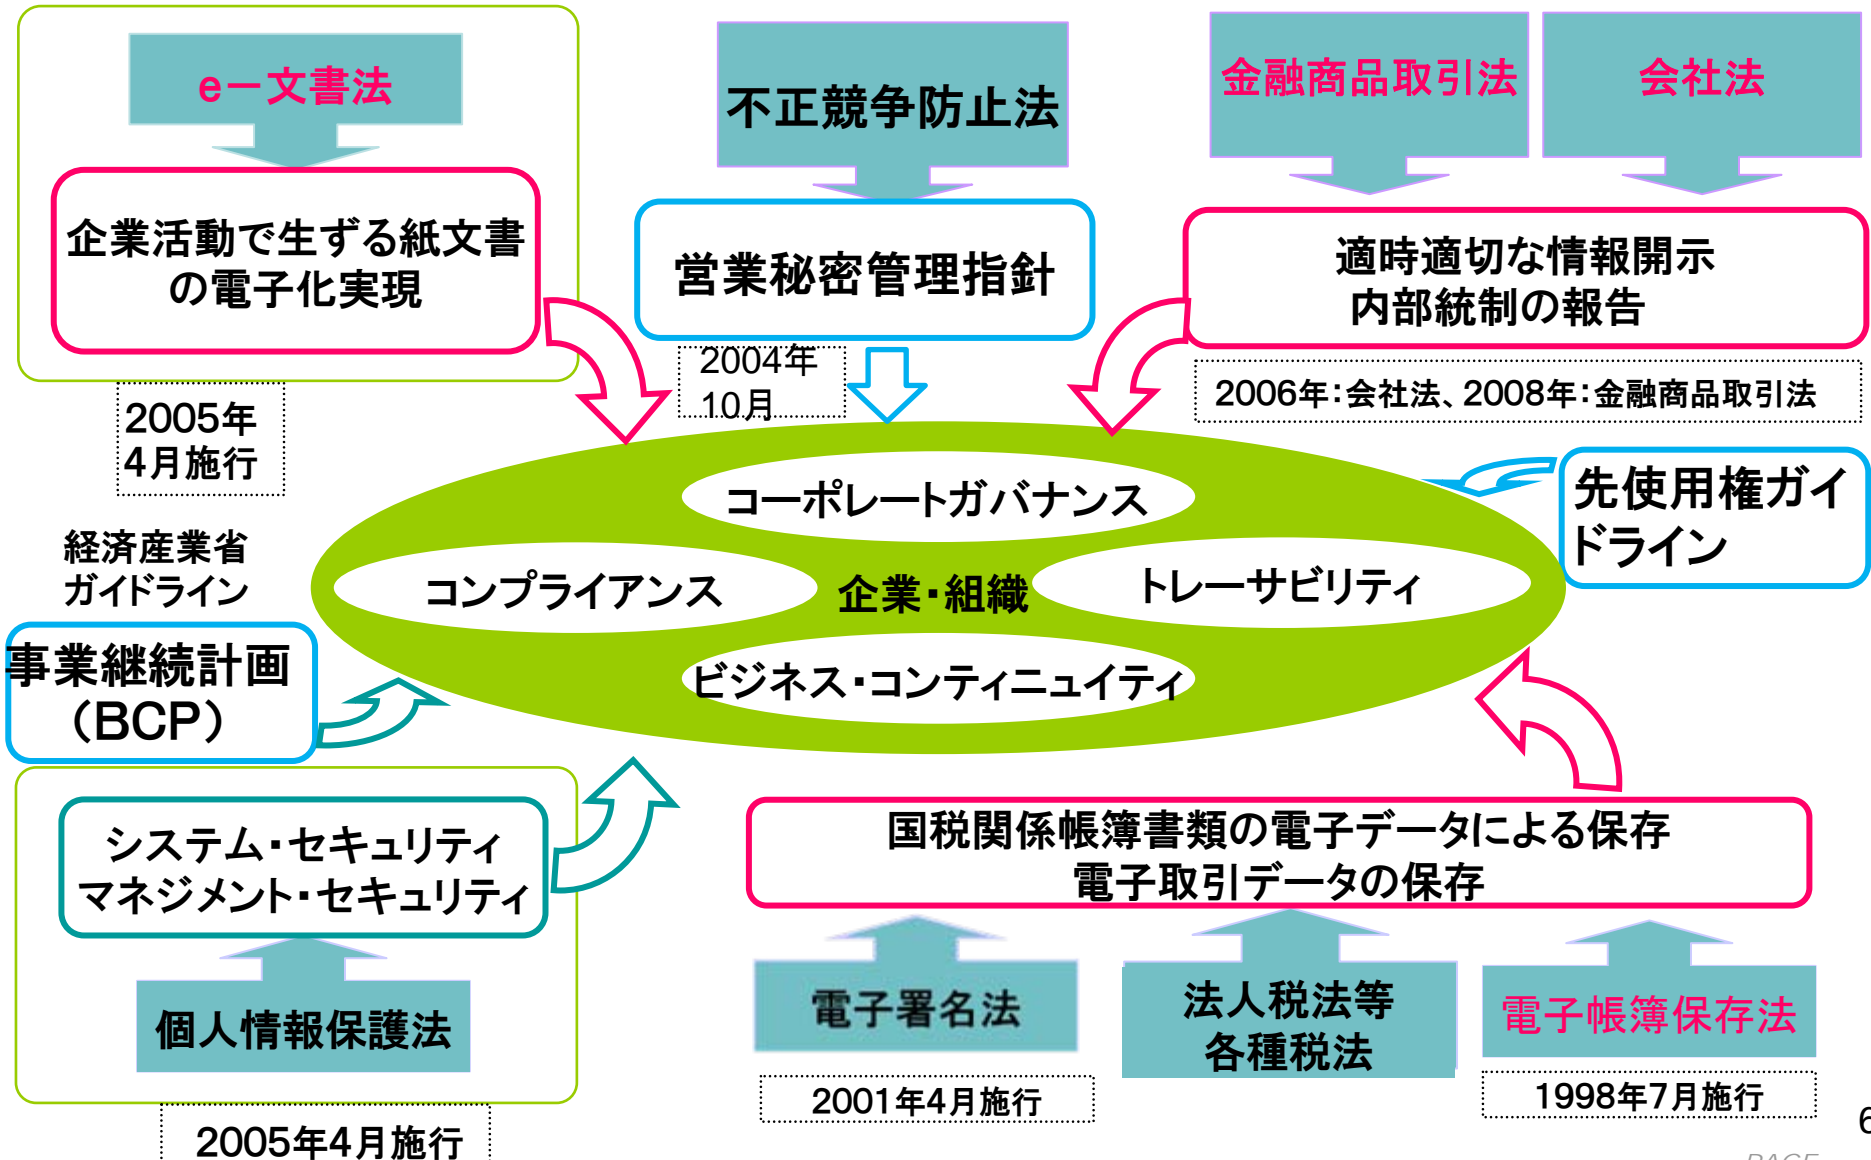 e－文書法
企業活動で生ずる紙文書
の電子化実現
2005年
4月施行
不正競争防止法
営業秘密管理指針
2004年
10月
金融商品取引法
会社法
適時適切な情報開示
内部統制の報告
2006年：会社法、2008年：金融商品取引法
先使用権ガイ
ドライン
経済産業省
ガイドライン
事業継続計画
（BCP）
コーポレートガバナンス
コンプライアンス
企業・組織
トレーサビリティ
ビジネス・コンティニュイティ
システム・セキュリティ
マネジメント・セキュリティ
個人情報保護法
2005年4月施行
国税関係帳簿書類の電子データによる保存
電子取引データの保存
電子署名法
2001年4月施行
法人税法等
各種税法
電子帳簿保存法
1998年7月施行
6
PAGE